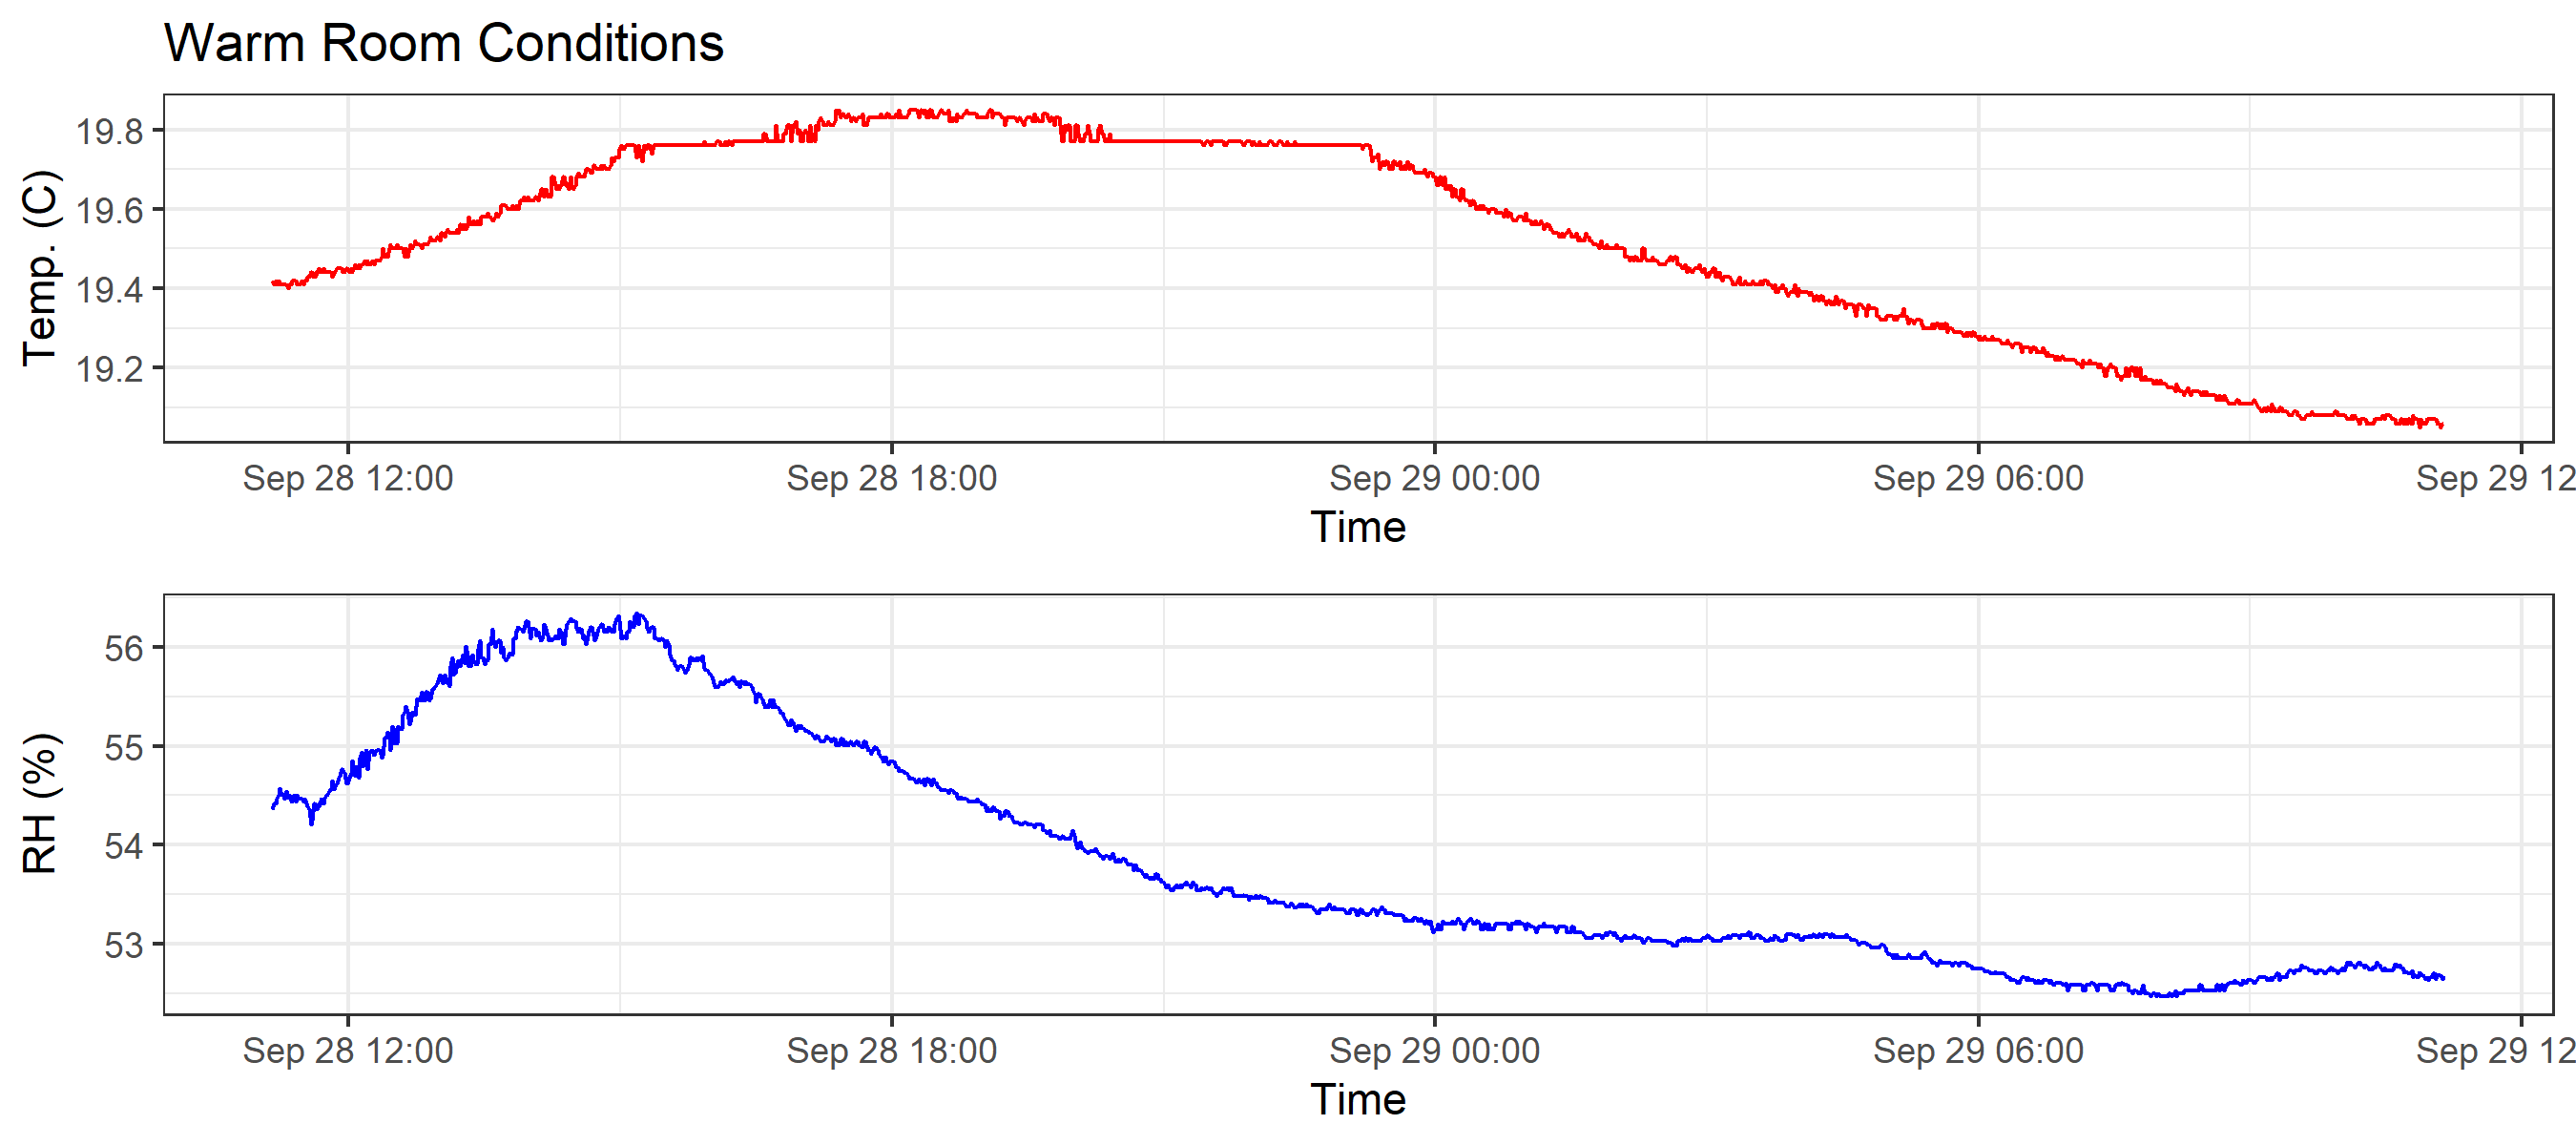 Warm Room Conditions
Temp. (C)
19.8
19.6
19.4
19.2
Sep 28 12:00 Sep 28 18:00 Sep 29 00:00 Sep 29 06:00 Sep 29 12
Time
RH (%)
56
55
54
53
Sep 28 12:00 Sep 28 18:00 Sep 29 00:00 Sep 29 06:00 Sep 29 12
Time